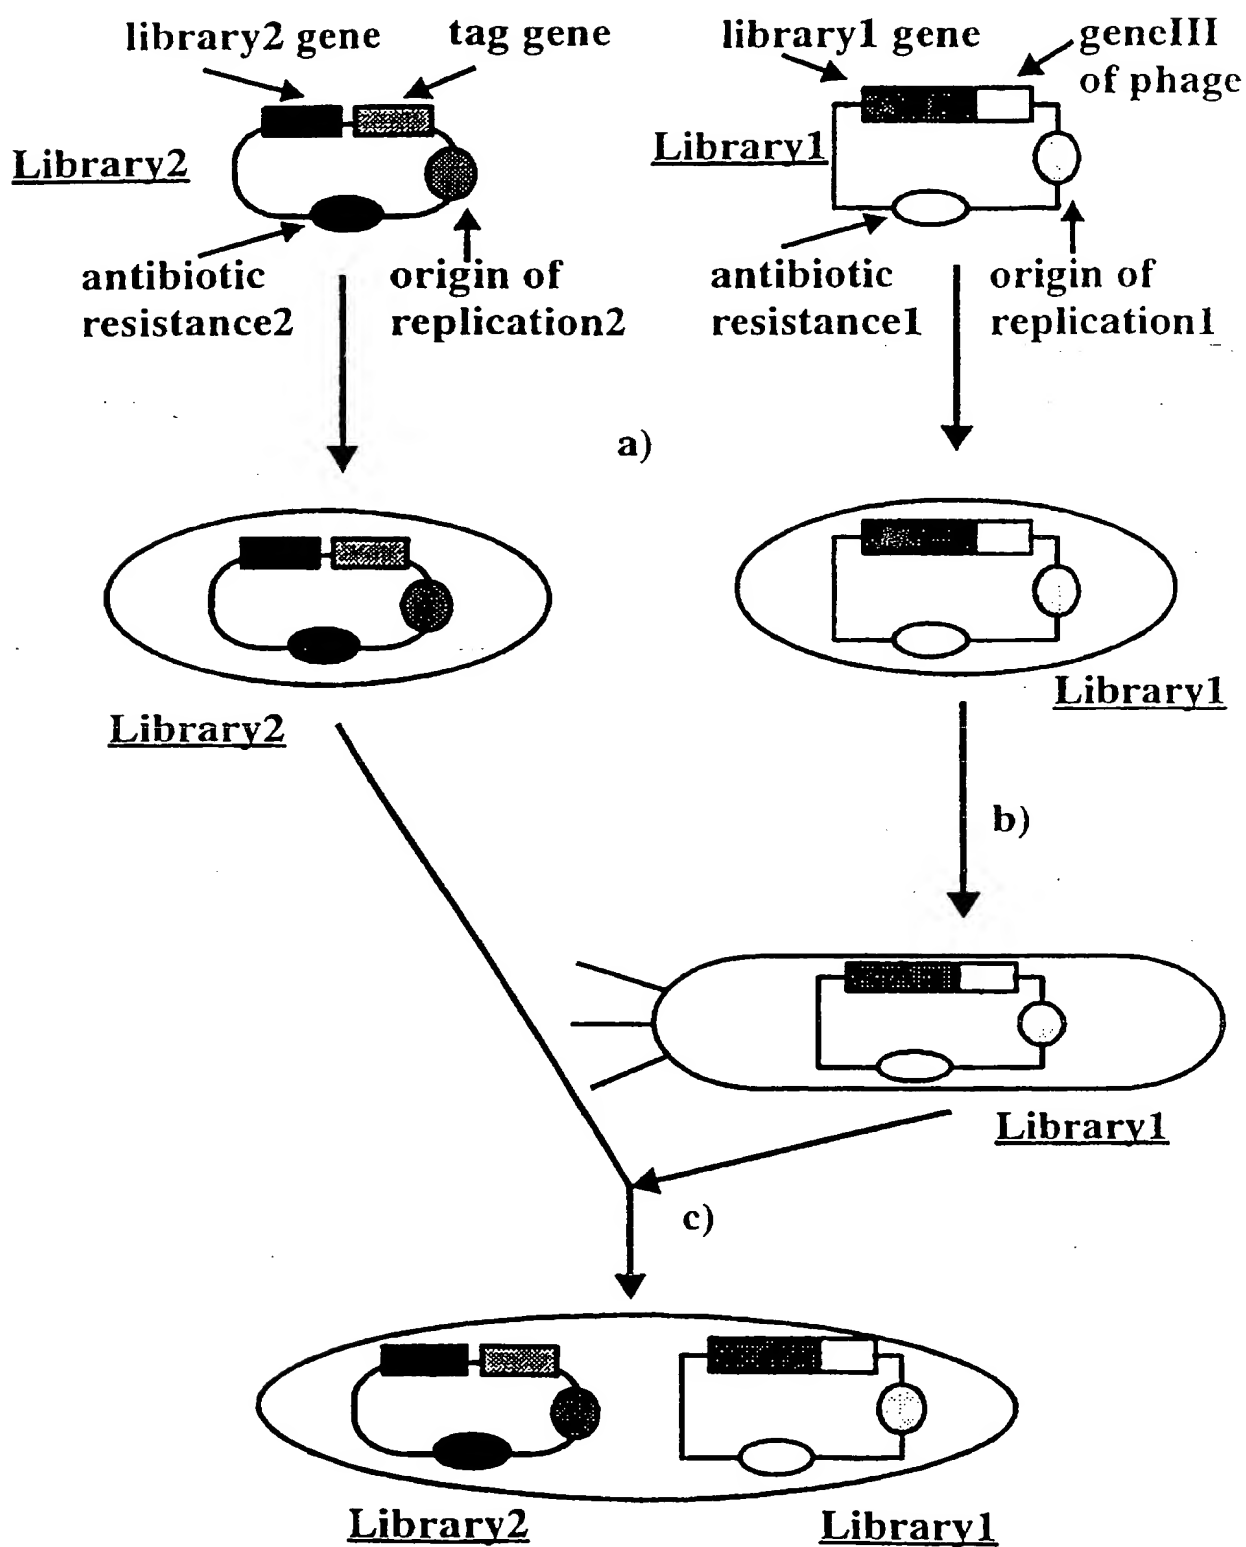 library2 gene
tag gene
library1 gene
geneIII
of phage
Library2
Library1
antibiotic
resistance2
origin of
replication2
antibiotic
resistance1
origin of
replication1
a)
Library2
Library1
b)
Library1
c)
Library2
Library1